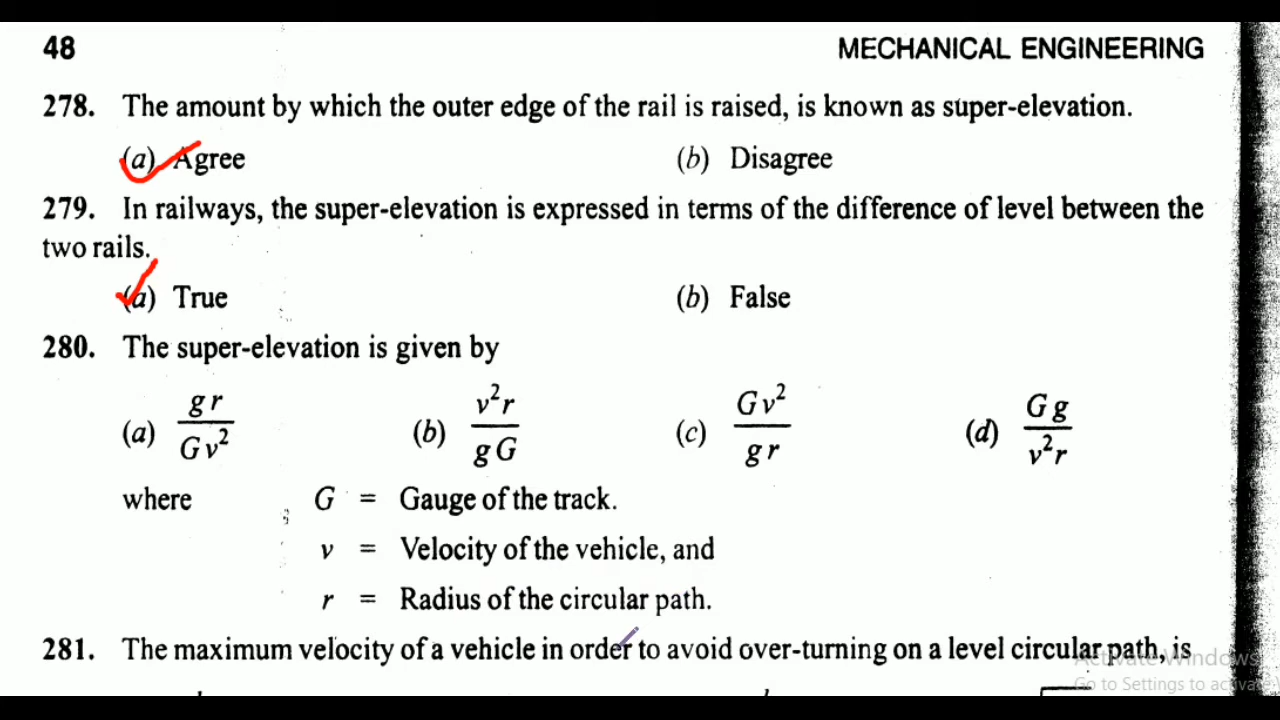 48 MECHANICAL ENGINEERING
278. The amount by which the outer edge of the rail is raised, is known as super-elevation.
(a) Agree (b) Disagree
279. In railways, the super-elevation is expressed in terms of the difference of level between the
two rails.
(a) True (b) False
280. The super-elevation is given by
(a) gr/Gv² (b) v²r/gG (c) Gv²/gr (d) Gg/v²r
where G = Gauge of the track.
v = Velocity of the vehicle, and
r = Radius of the circular path.
281. The maximum velocity of a vehicle in order to avoid over-turning on a level circular path, is
Activate Windows
Go to Settings to activate